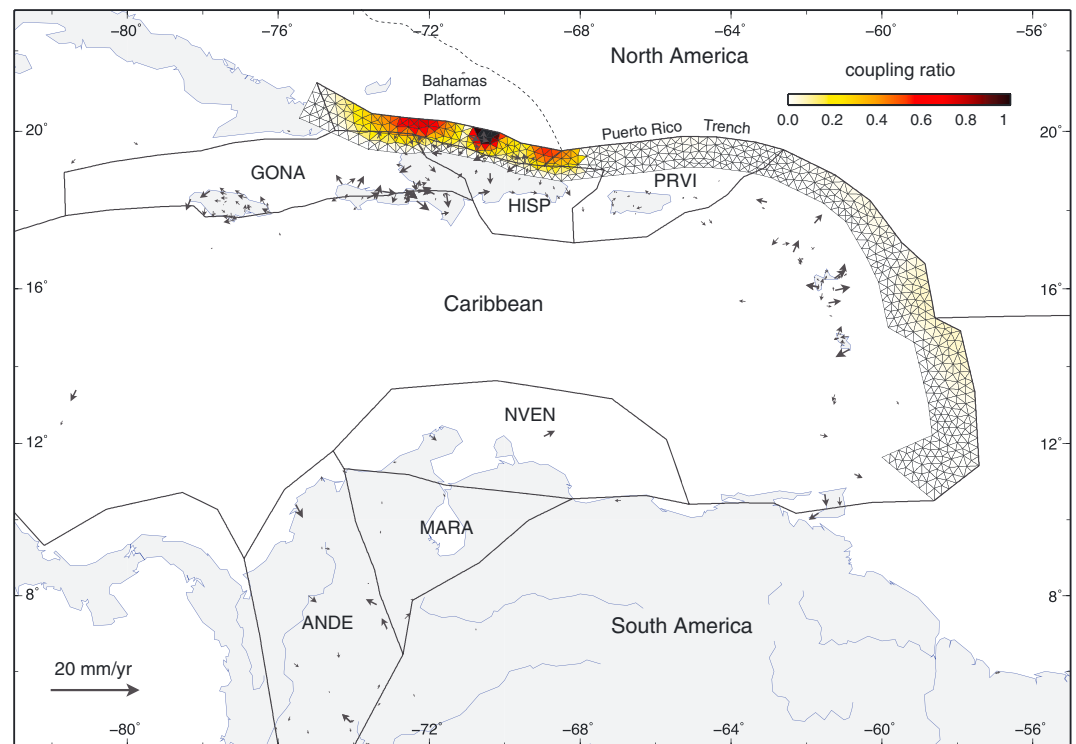 −80° −76° −72° −68° −64° −60° −56°
North America
coupling ratio
0.0 0.2 0.4 0.6 0.8 1
Bahamas
Platform
Puerto Rico Trench
20° 20°
GONA
PRVI
HISP
16° 16°
Caribbean
NVEN
12° 12°
MARA
8° 8°
ANDE
South America
20 mm/yr
−80° −76° −72° −68° −64° −60° −56°